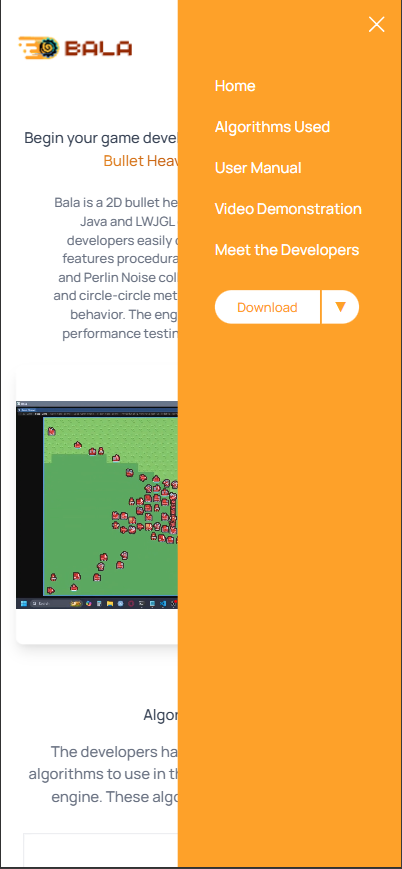 BALA
Home
Algorithms Used
User Manual
Video Demonstration
Meet the Developers
Download
Begin your game devel
Bullet Heav
Bala is a 2D bullet he
Java and LWJGL
developers easily
features procedura
and Perlin Noise col
and circle-circle met
behavior. The eng
performance testin
Algor
The developers ha
algorithms to use in th
engine. These algo